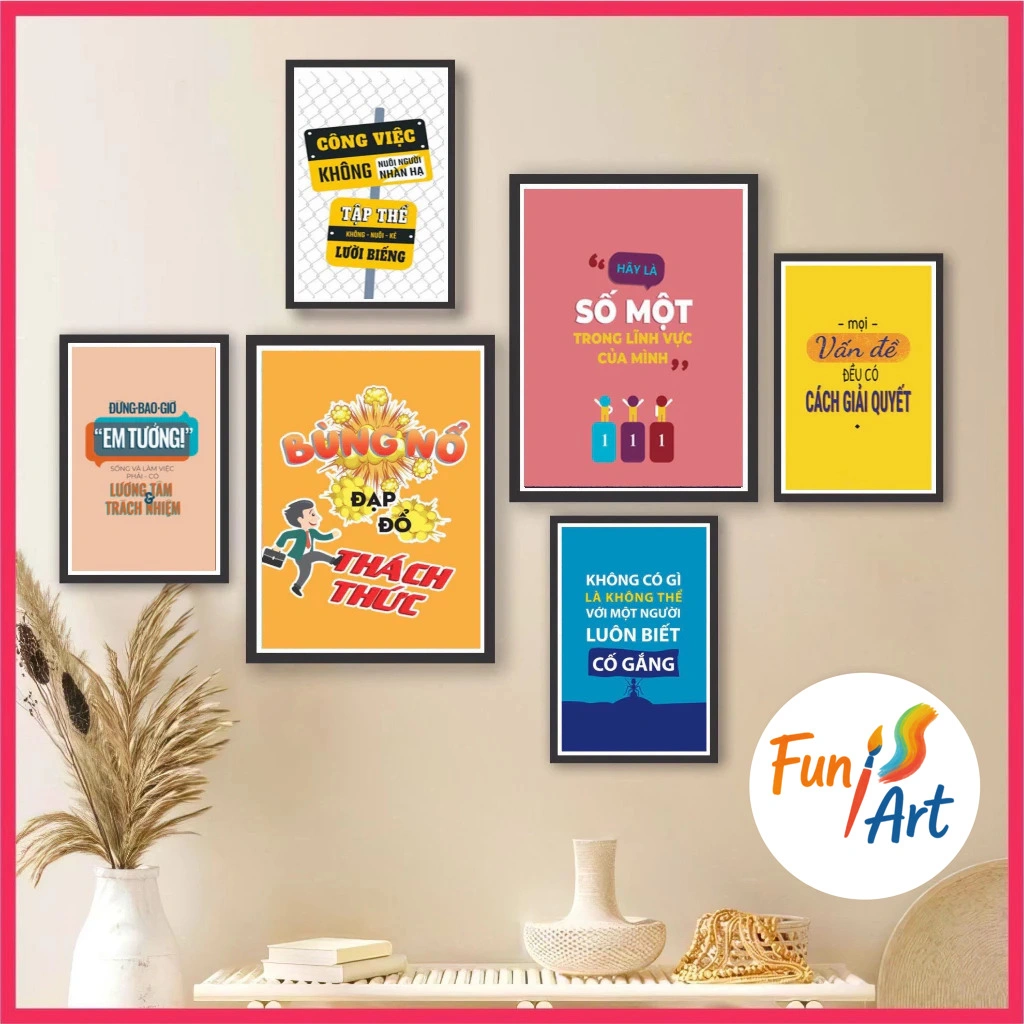 CÔNG VIỆC
KHÔNG NUÔI NGƯỜI
NHÀN HẠ
TẬP THỂ
KHÔNG - NUÔI - KẺ
LƯỜI BIẾNG
HÃY LÀ
SỐ MỘT
TRONG LĨNH VỰC
CỦA MÌNH
1 1 1
- mọi -
Vấn đề
ĐỀU CÓ
CÁCH GIẢI QUYẾT
ĐỪNG-BAO-GIỜ
“EM TƯỞNG!”
SỐNG VÀ LÀM VIỆC
PHẢI - CÓ
LƯƠNG TÂM
&
TRÁCH NHIỆM
BÙNG NỔ
ĐẠP
ĐỔ
THÁCH
THỨC
KHÔNG CÓ GÌ
LÀ KHÔNG THỂ
VỚI MỘT NGƯỜI
LUÔN BIẾT
CỐ GẮNG
Fun
Art